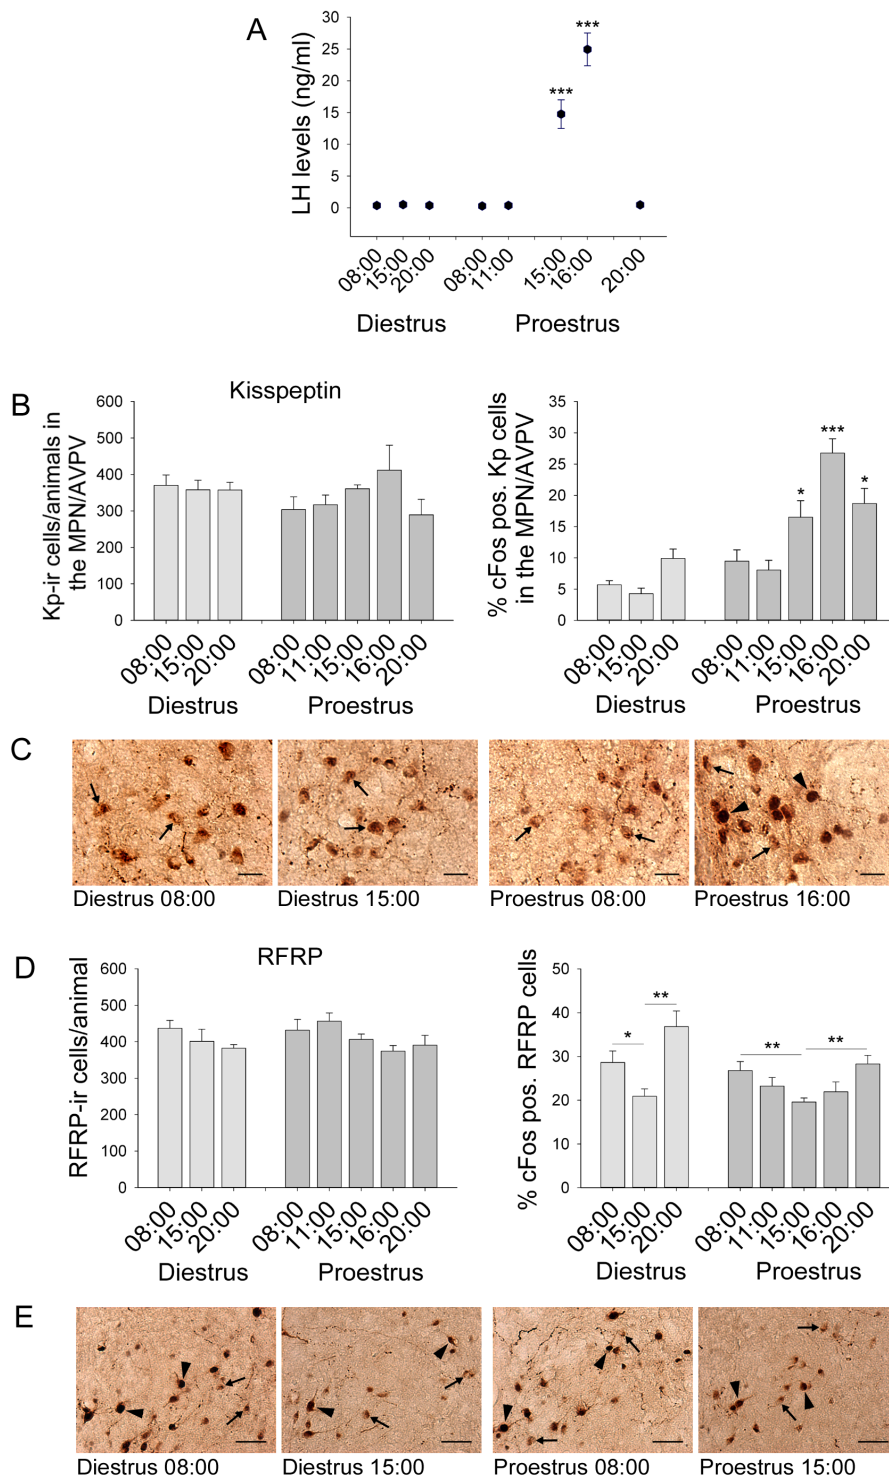 A
LH levels (ng/ml)
30
25
20
15
10
5
0
***
***
08:00
15:00
20:00
08:00
11:00
15:00
16:00
20:00
Diestrus
Proestrus
B
Kisspeptin
Kp-ir cells/animals in
the MPN/AVPV
600
500
400
300
200
100
0
08:00
15:00
20:00
08:00
11:00
15:00
16:00
20:00
Diestrus
Proestrus
% cFos pos. Kp cells
in the MPN/AVPV
35
30
25
20
15
10
5
0
*
***
*
08:00
15:00
20:00
08:00
11:00
15:00
16:00
20:00
Diestrus
Proestrus
C
Diestrus 08:00
Diestrus 15:00
Proestrus 08:00
Proestrus 16:00
D
RFRP
RFRP-ir cells/animal
600
500
400
300
200
100
0
08:00
15:00
20:00
08:00
11:00
15:00
16:00
20:00
Diestrus
Proestrus
% cFos pos. RFRP cells
50
40
30
20
10
0
*
**
**
**
08:00
15:00
20:00
08:00
11:00
15:00
16:00
20:00
Diestrus
Proestrus
E
Diestrus 08:00
Diestrus 15:00
Proestrus 08:00
Proestrus 15:00